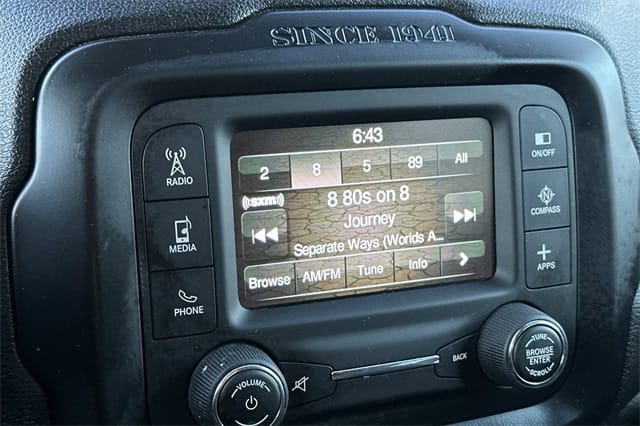 SINCE 1941
6:43
2 8 5 89 All
((sxm))
8 80s on 8
Journey
Separate Ways (Worlds A...
Browse AM/FM Tune Info
RADIO
MEDIA
PHONE
ON/OFF
N
COMPASS
APPS
VOLUME
BACK
TUNE
BROWSE
ENTER
SCROLL